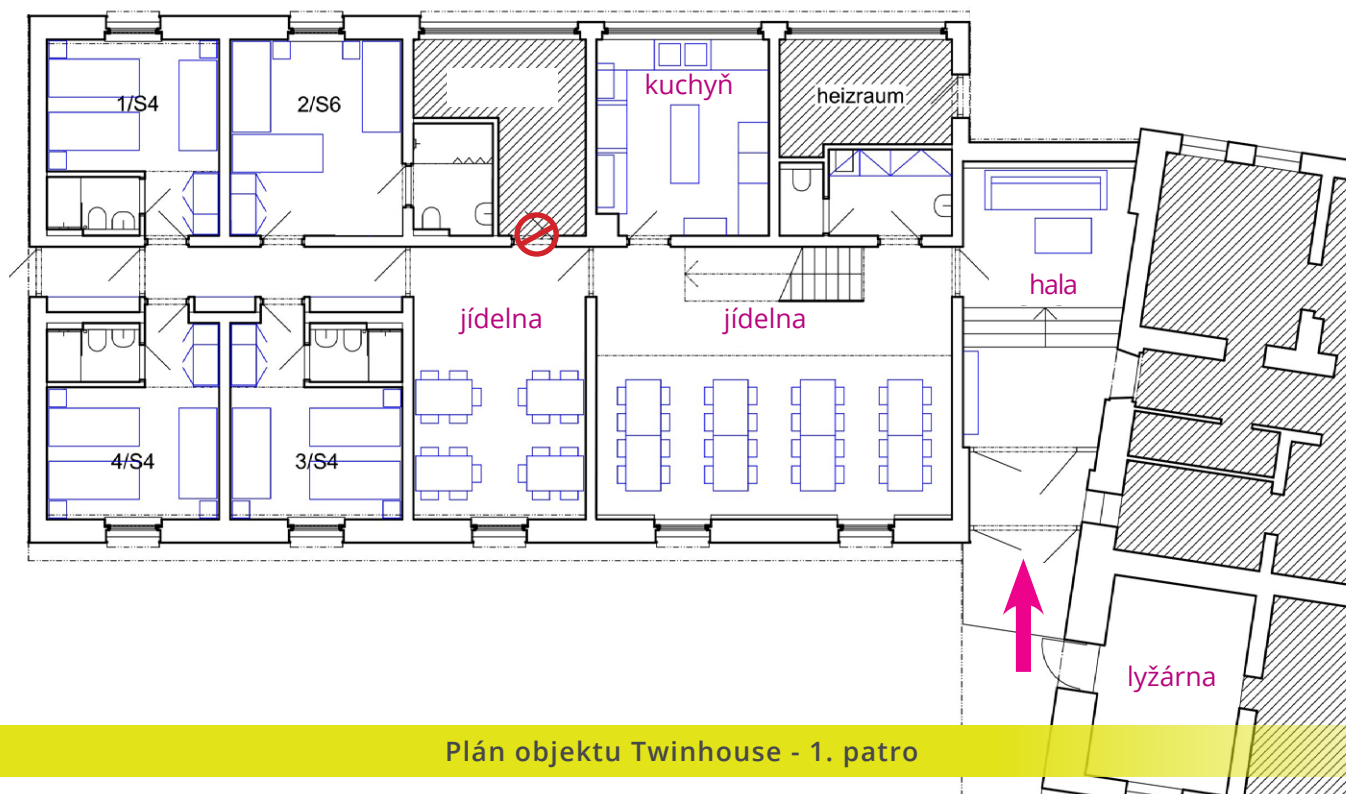 1/S4
2/S6
kuchyň
heizraum
hala
jídelna
jídelna
4/S4
3/S4
lyžárna
Plán objektu Twinhouse - 1. patro